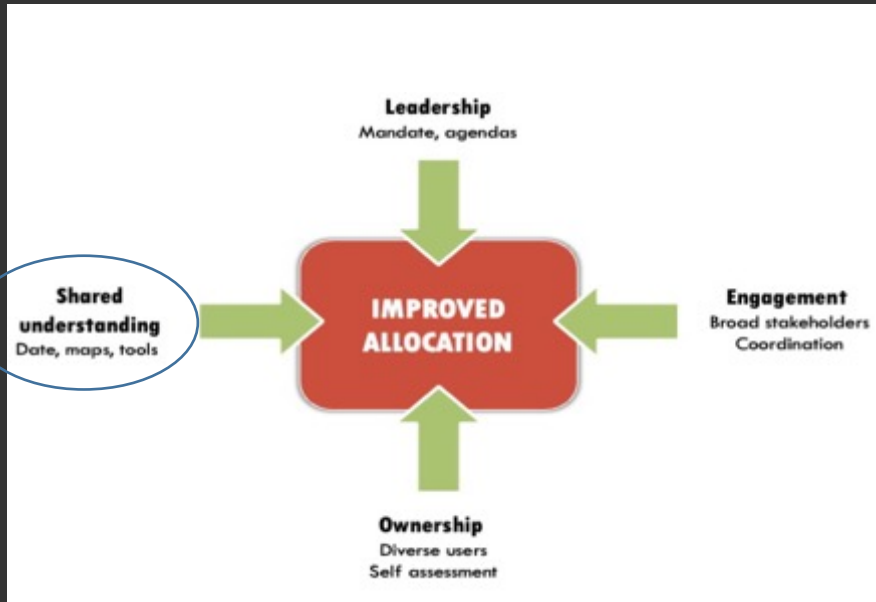 Leadership
Mandate, agendas
Shared
understanding
Date, maps, tools
IMPROVED
ALLOCATION
Engagement
Broad stakeholders
Coordination
Ownership
Diverse users
Self assessment